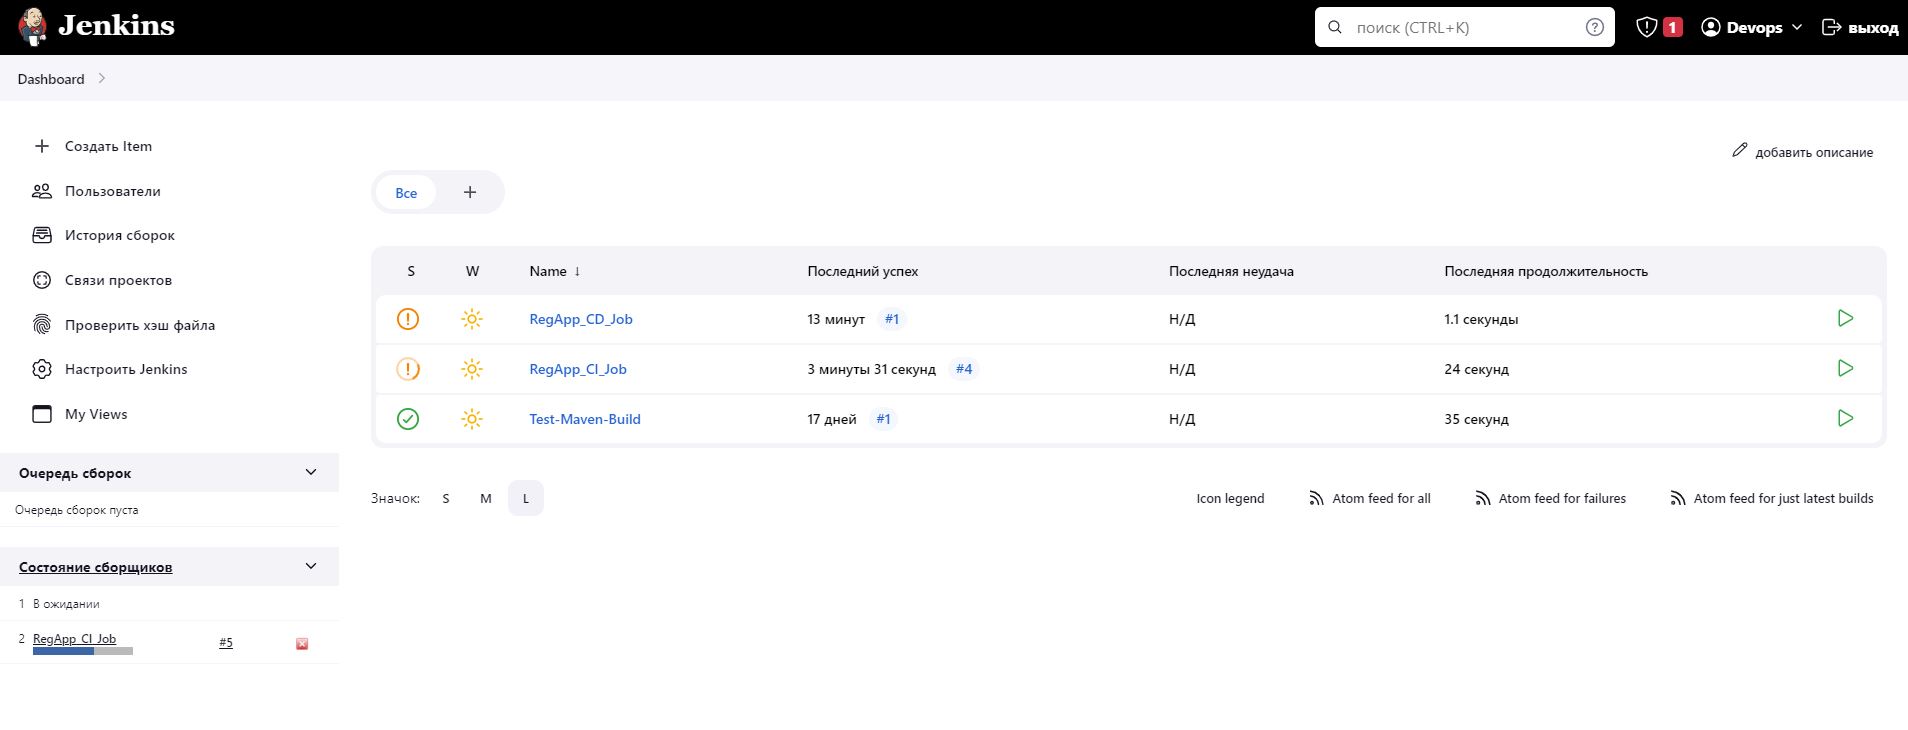 Jenkins
поиск (CTRL+K)
1
Devops
выход
Dashboard
Создать Item
Пользователи
История сборок
Связи проектов
Проверить хэш файла
Настроить Jenkins
My Views
Очередь сборок
Очередь сборок пуста
Состояние сборщиков
1 В ожидании
2 RegApp_CI_Job #5
добавить описание
Все +
S W Name ↓ Последний успех Последняя неудача Последняя продолжительность
RegApp_CD_Job 13 минут #1 Н/Д 1.1 секунды
RegApp_CI_Job 3 минуты 31 секунд #4 Н/Д 24 секунд
Test-Maven-Build 17 дней #1 Н/Д 35 секунд
Значок: S M L
Icon legend Atom feed for all Atom feed for failures Atom feed for just latest builds